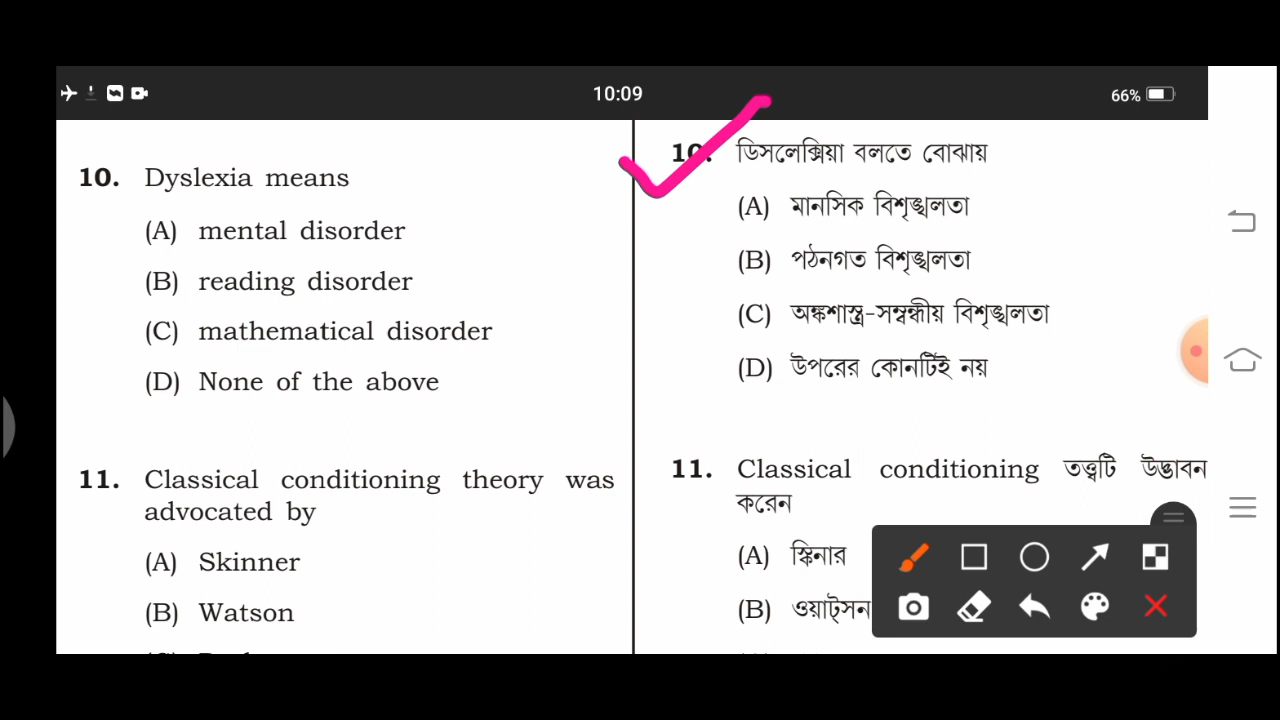 10:09
66%
10. Dyslexia means
(A) mental disorder
(B) reading disorder
(C) mathematical disorder
(D) None of the above
11. Classical conditioning theory was
advocated by
(A) Skinner
(B) Watson
10. ডিসলেক্সিয়া বলতে বোঝায়
(A) মানসিক বিশৃঙ্খলতা
(B) পঠনগত বিশৃঙ্খলতা
(C) অঙ্কশাস্ত্র-সম্বন্ধীয় বিশৃঙ্খলতা
(D) উপরের কোনটিই নয়
11. Classical conditioning তত্ত্বটি উদ্ভাবন
করেন
(A) স্কিনার
(B) ওয়াট্সন